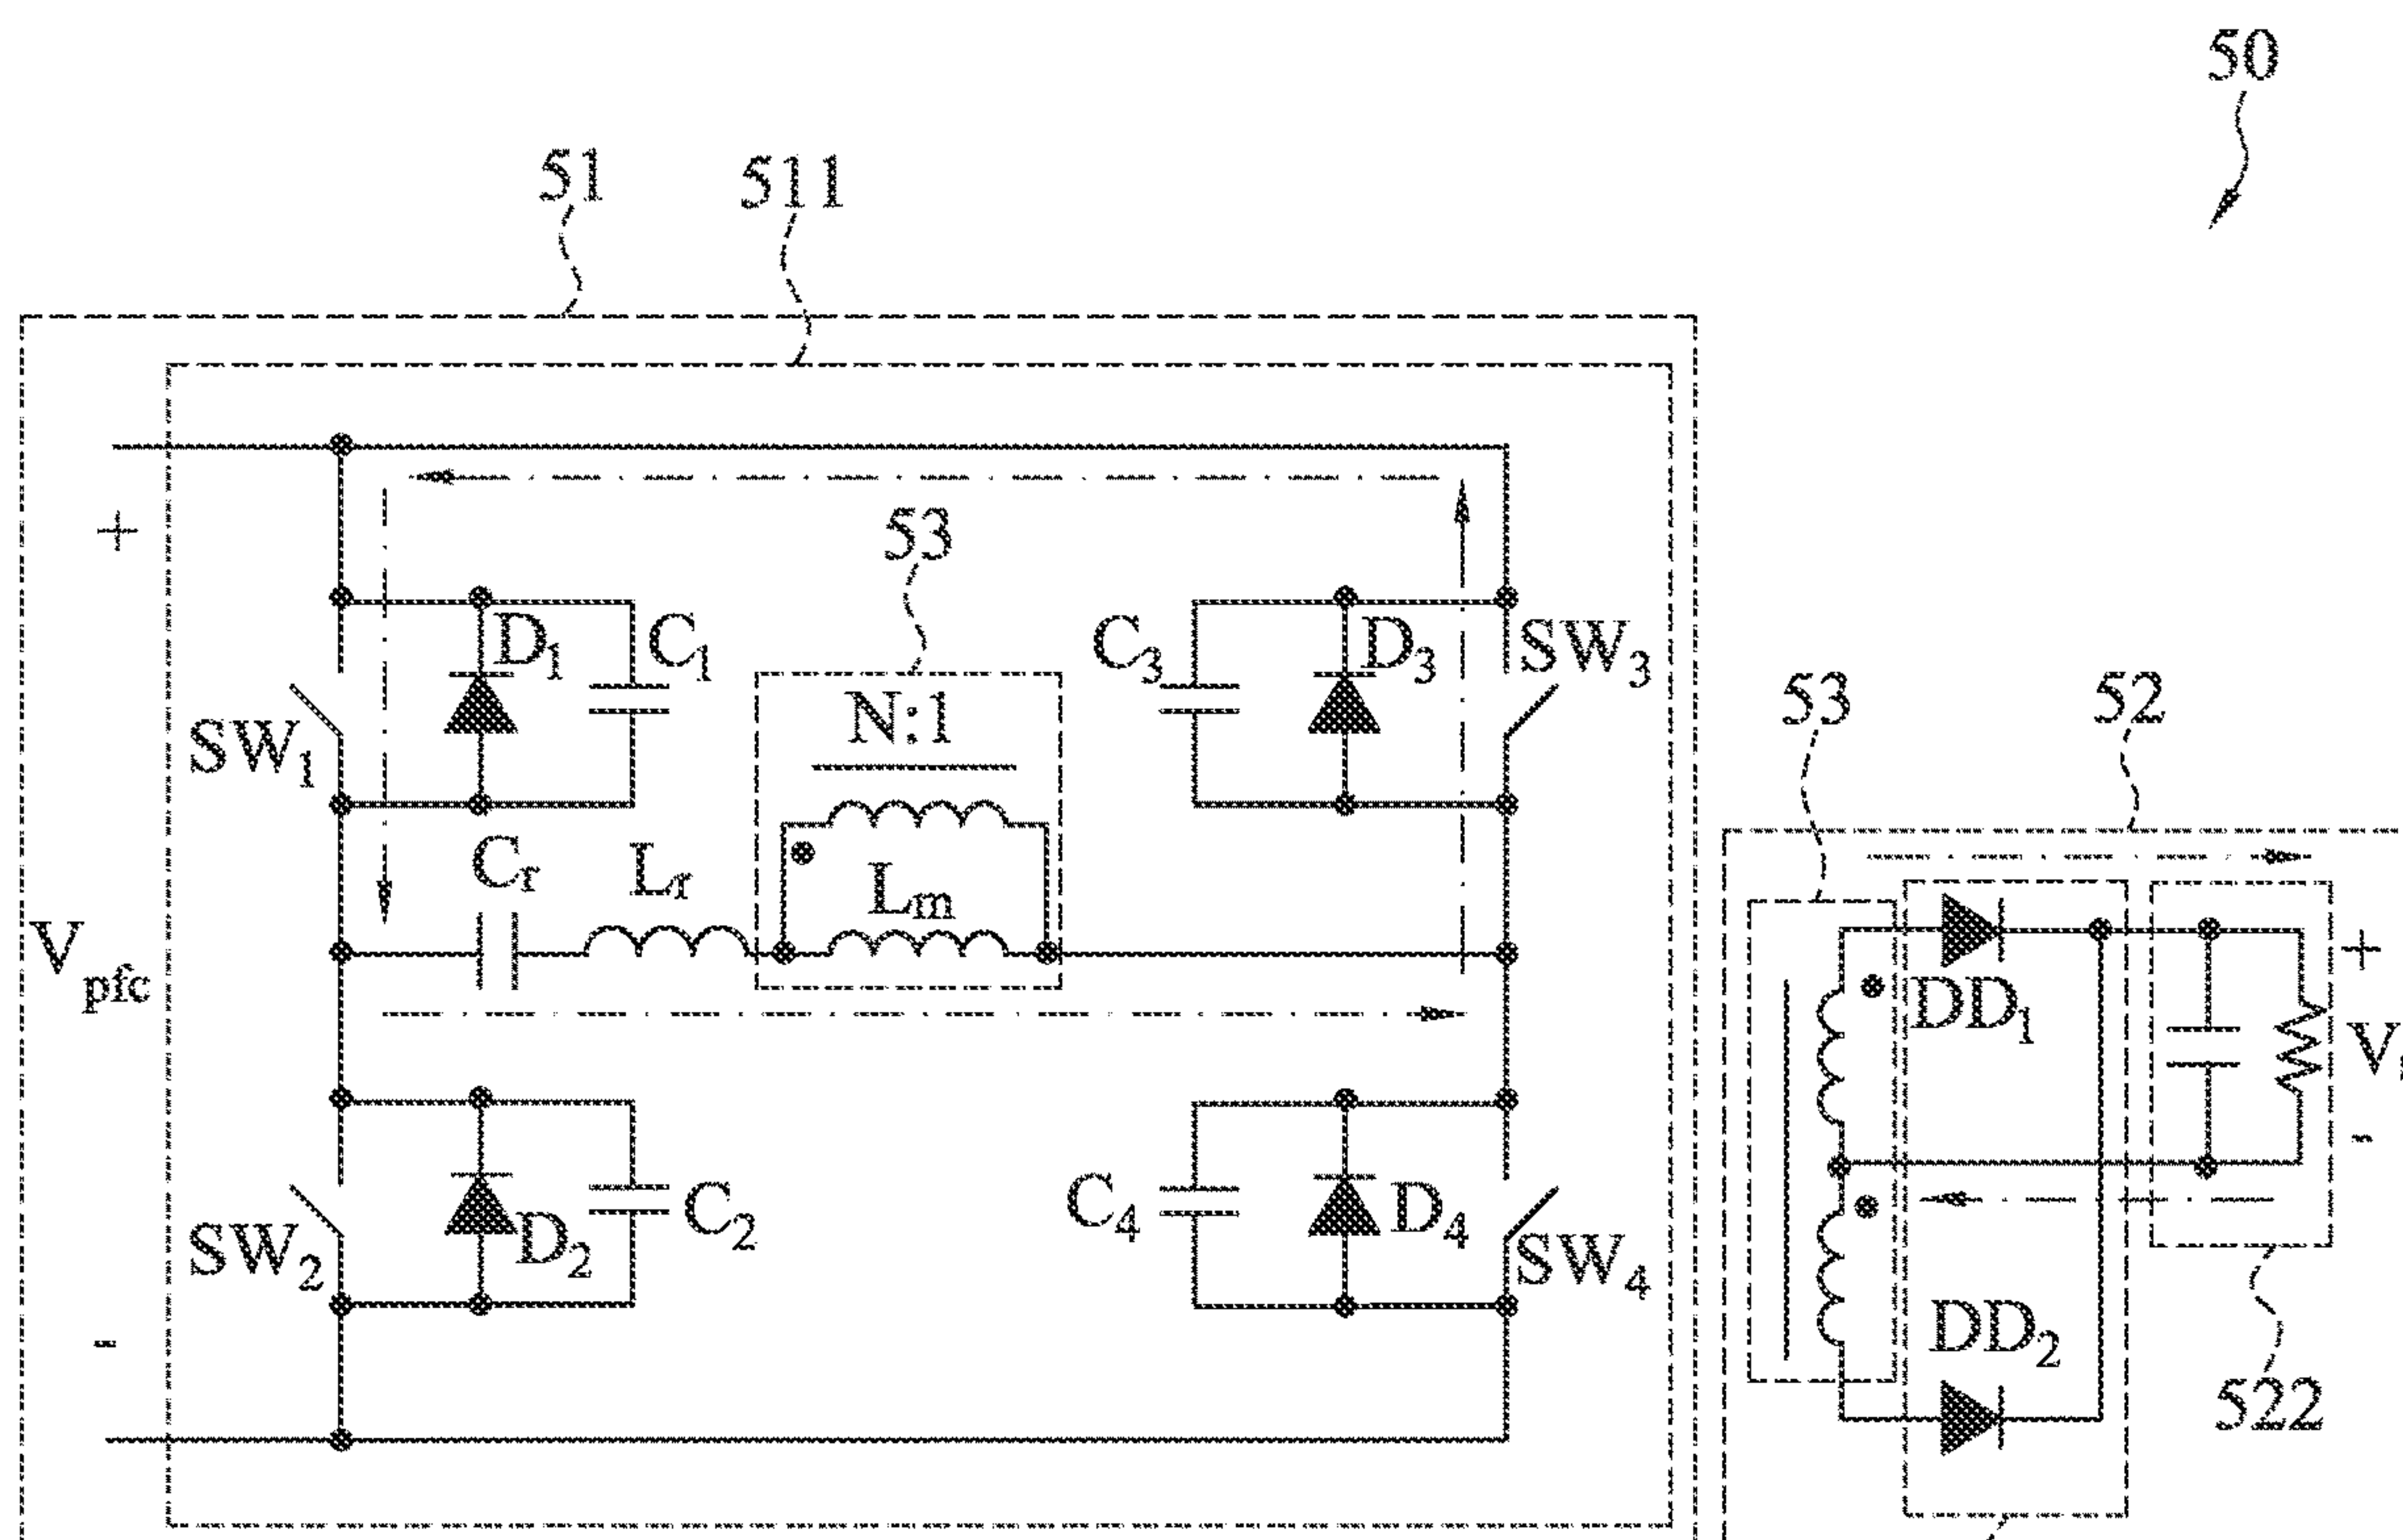 50
51
511
+
53
D1
C1
C3
D3
SW3
N:1
SW1
53
52
Cr
Lr
Lm
Vpfc
DD1
+
-
D2
C2
C4
D4
SW2
SW4
DD2
-
522